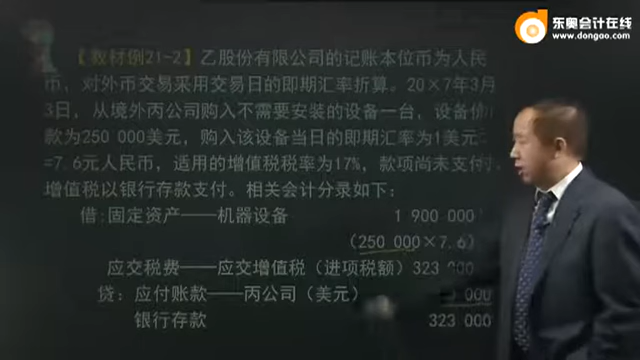 东奥会计在线
www.dongao.com
【教材例21-2】乙股份有限公司的记账本位币为人民
币，对外币交易采用交易日的即期汇率折算。20×7年3月
3日，从境外丙公司购入不需要安装的设备一台，设备价
款为250 000美元，购入该设备当日的即期汇率为1美元
=7.6元人民币，适用的增值税税率为17%，款项尚未支付，
增值税以银行存款支付。相关会计分录如下：
借:固定资产——机器设备 1 900 000
（250 000×7.6）
应交税费——应交增值税（进项税额）323 000
贷：应付账款——丙公司（美元） 000
银行存款 323 000